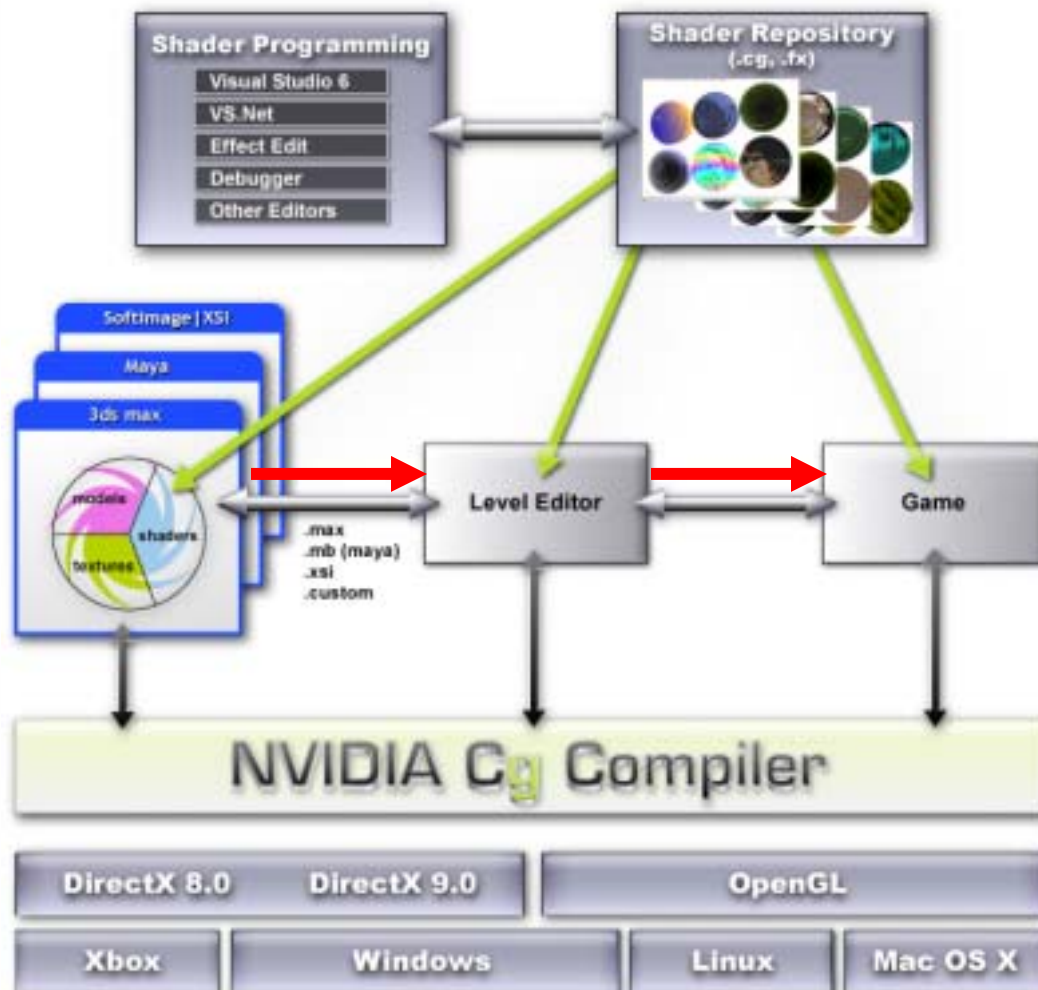 Shader Programming
Visual Studio 6
VS.Net
Effect Edit
Debugger
Other Editors
Shader Repository
(.cg, .fx)
Softimage|XSI
Maya
3ds max
models
shaders
textures
.max
.mb (maya)
.xsi
.custom
Level Editor
Game
NVIDIA Cg Compiler
DirectX 8.0 DirectX 9.0
OpenGL
Xbox
Windows
Linux
Mac OS X